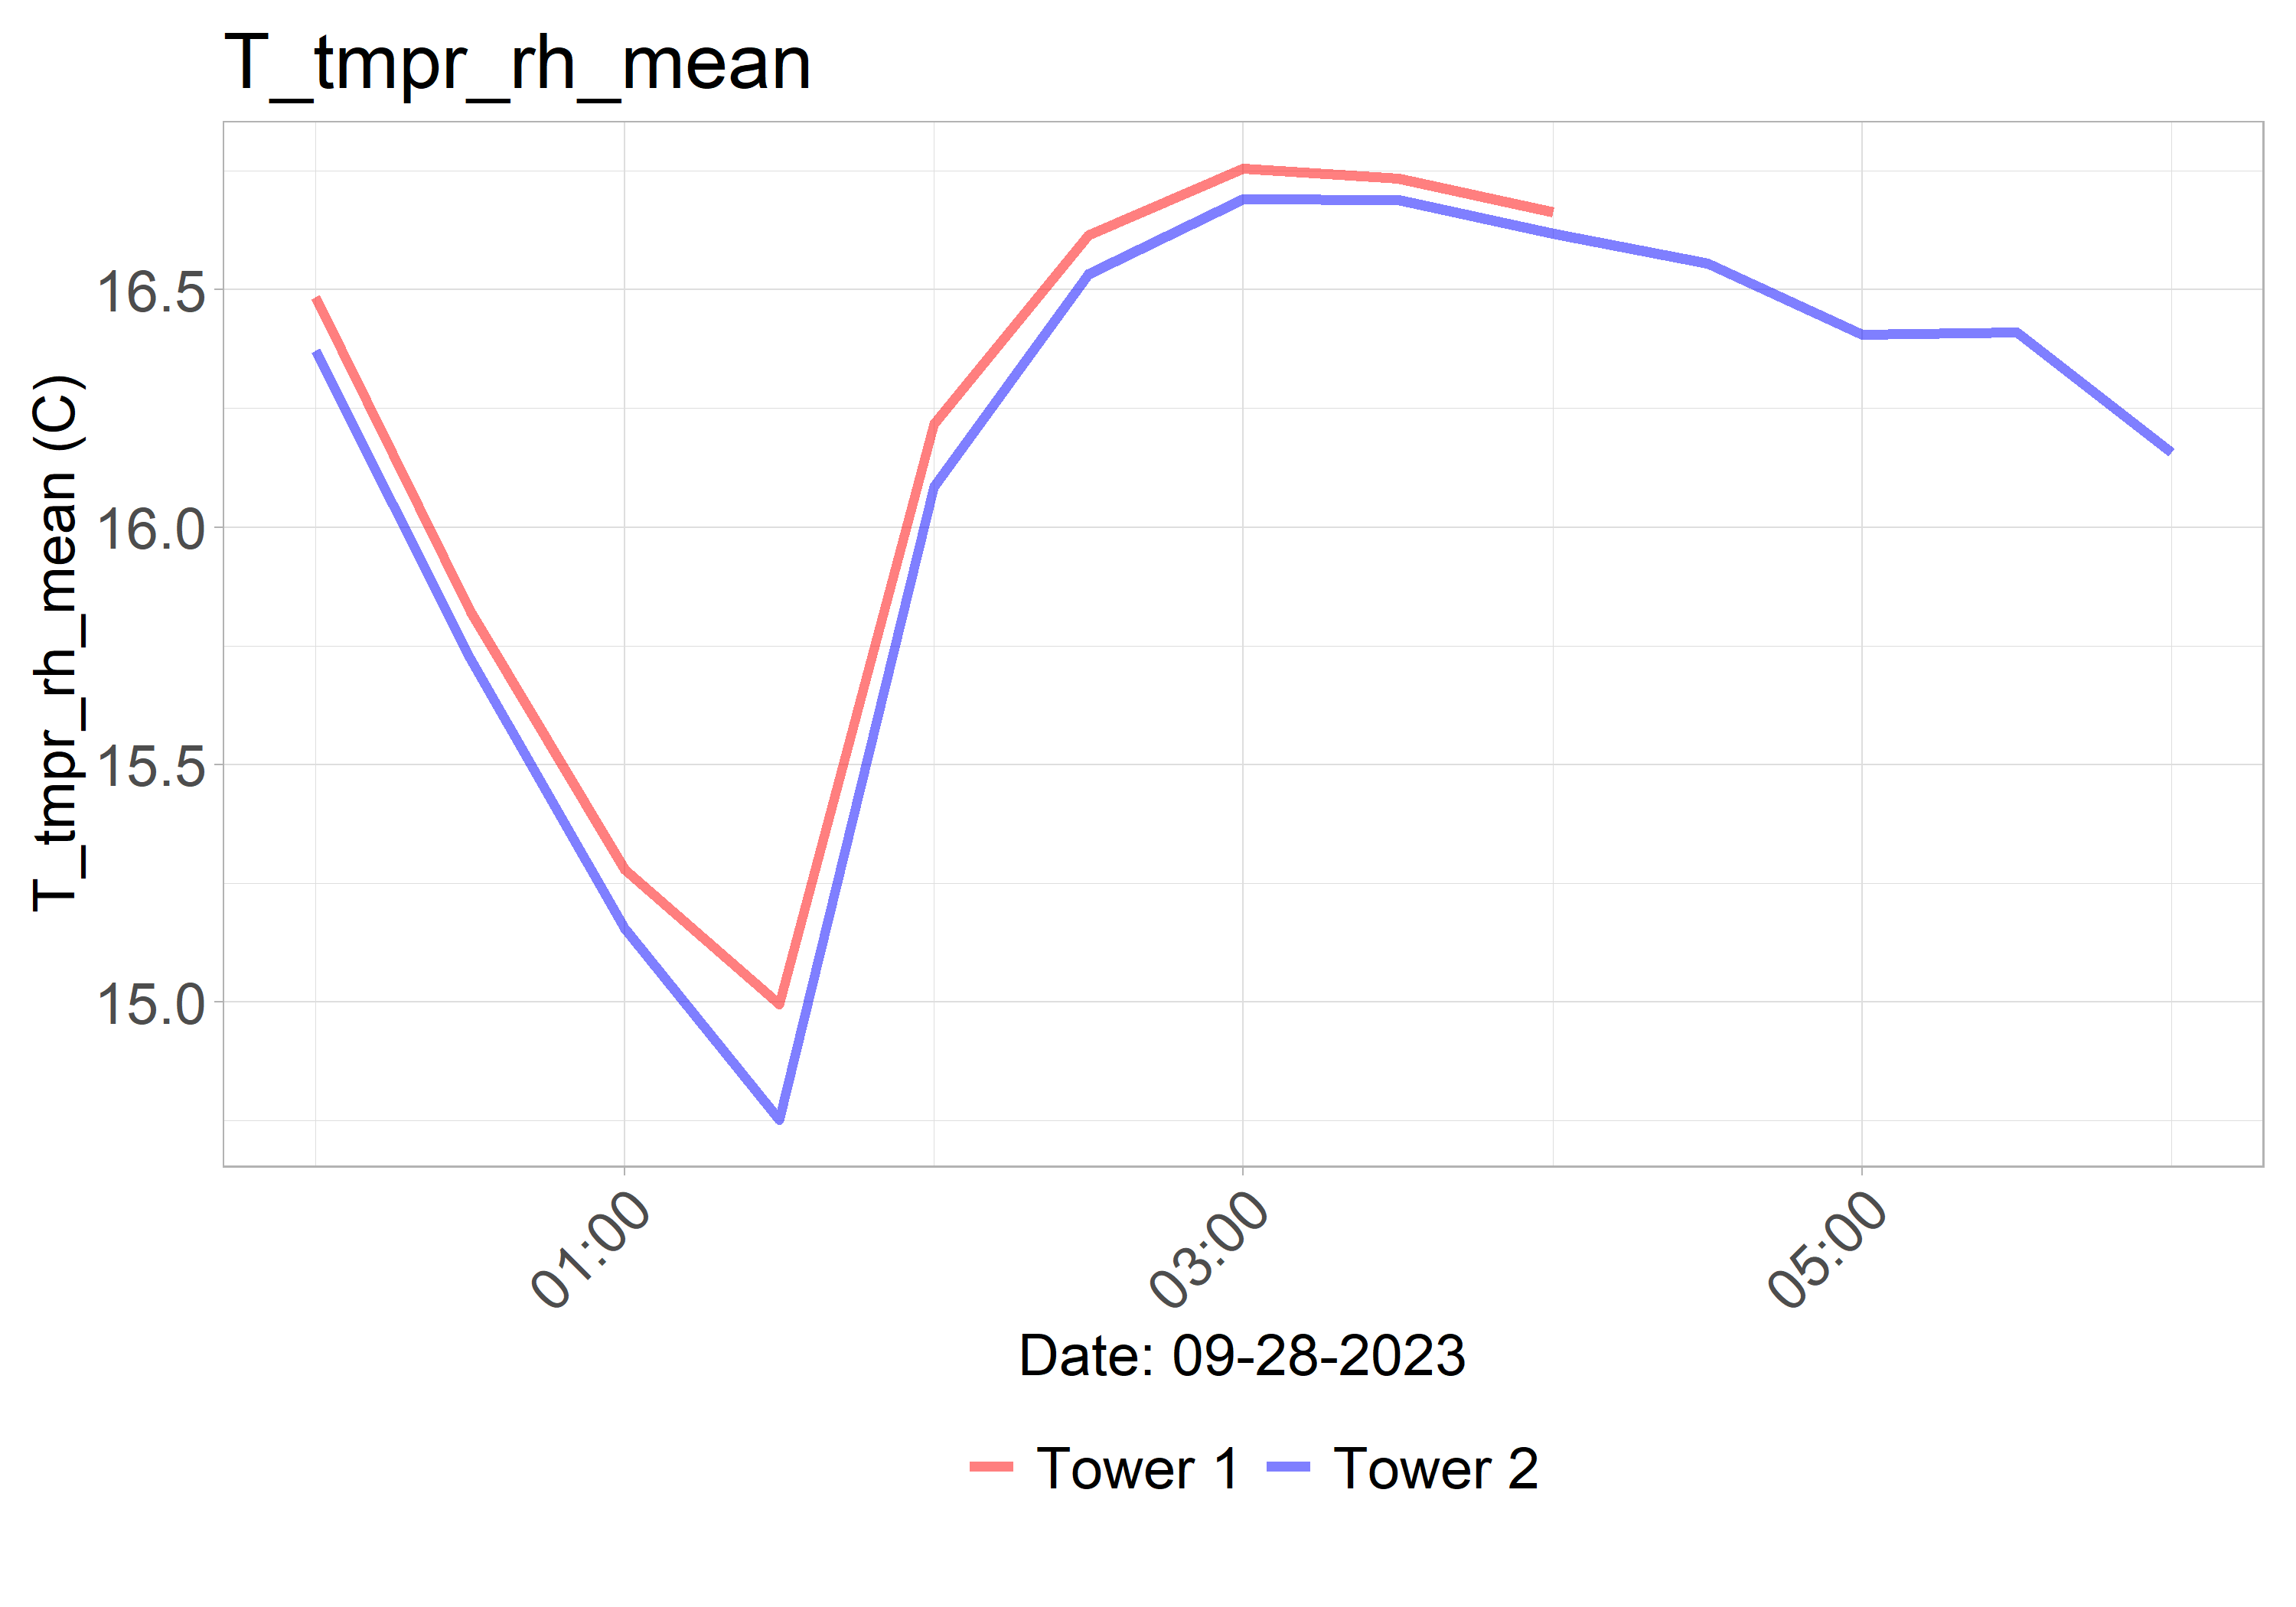 T_tmpr_rh_mean
T_tmpr_rh_mean (C)
16.5
16.0
15.5
15.0
01:00
03:00
05:00
Date: 09-28-2023
Tower 1
Tower 2